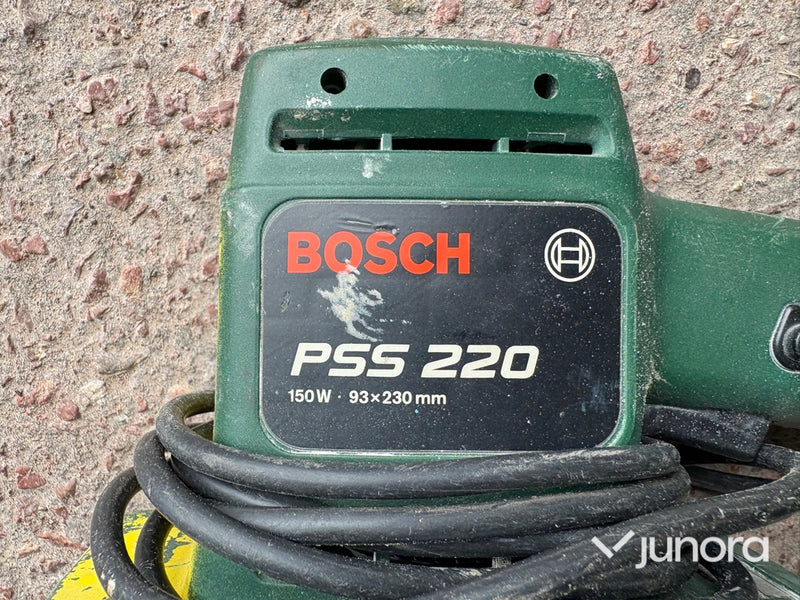 BOSCH
PSS 220
150 W · 93×230 mm
junora